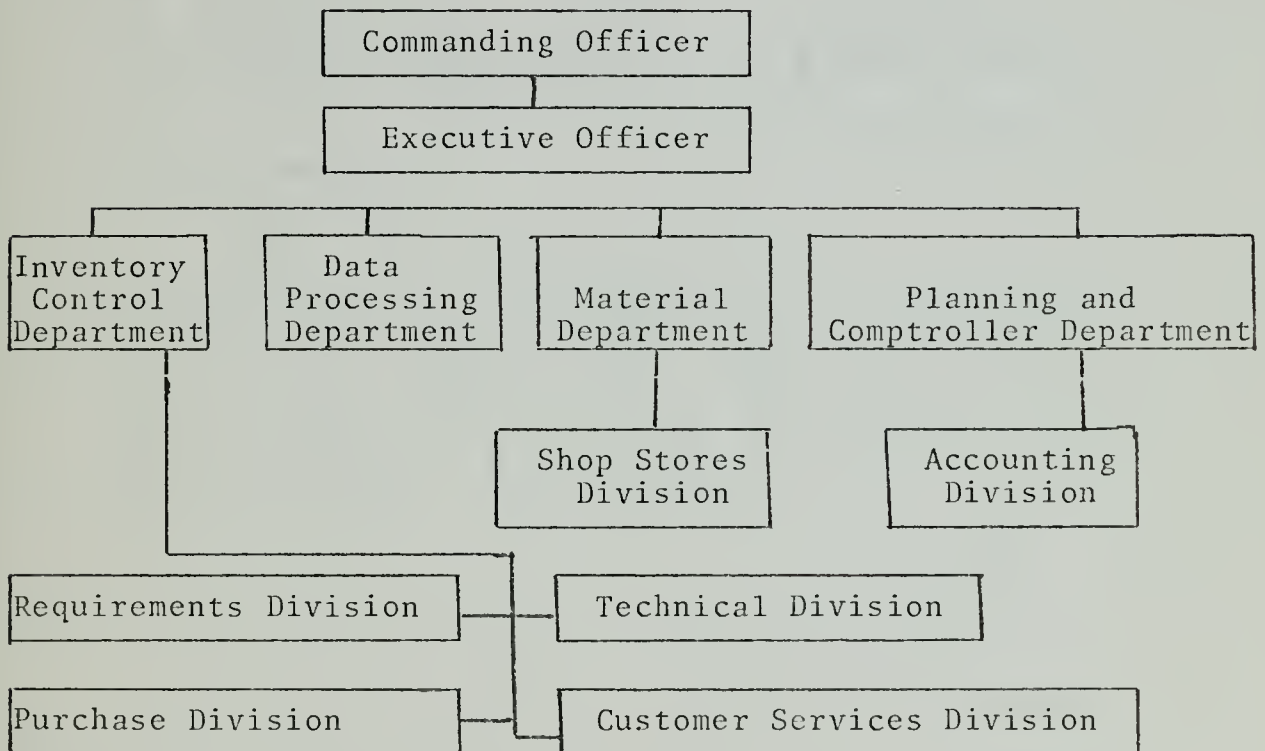 Commanding Officer
Executive Officer
Inventory
Control
Department
Data
Processing
Department
Material
Department
Planning and
Comptroller Department
Shop Stores
Division
Accounting
Division
Requirements Division
Technical Division
Purchase Division
Customer Services Division